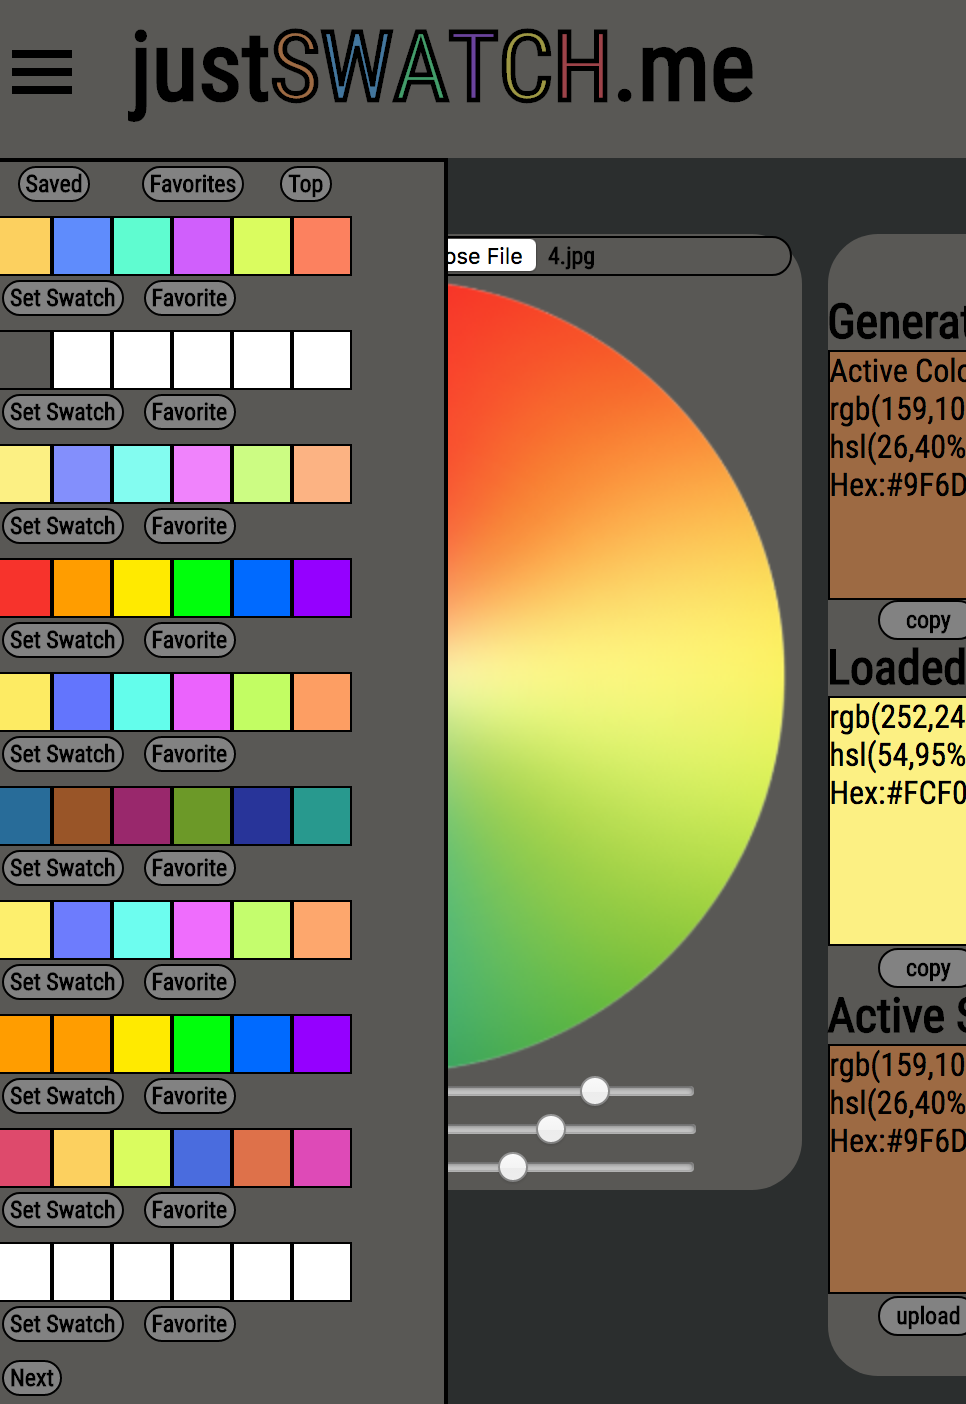 justSWATCH.me
Saved Favorites Top
Set Swatch Favorite
Set Swatch Favorite
Set Swatch Favorite
Set Swatch Favorite
Set Swatch Favorite
Set Swatch Favorite
Set Swatch Favorite
Set Swatch Favorite
Set Swatch Favorite
Set Swatch Favorite
Next
ose File 4.jpg
Generat
Active Colo
rgb(159,10
hsl(26,40%
Hex:#9F6D
copy
Loaded
rgb(252,24
hsl(54,95%
Hex:#FCF0
copy
Active S
rgb(159,10
hsl(26,40%
Hex:#9F6D
upload